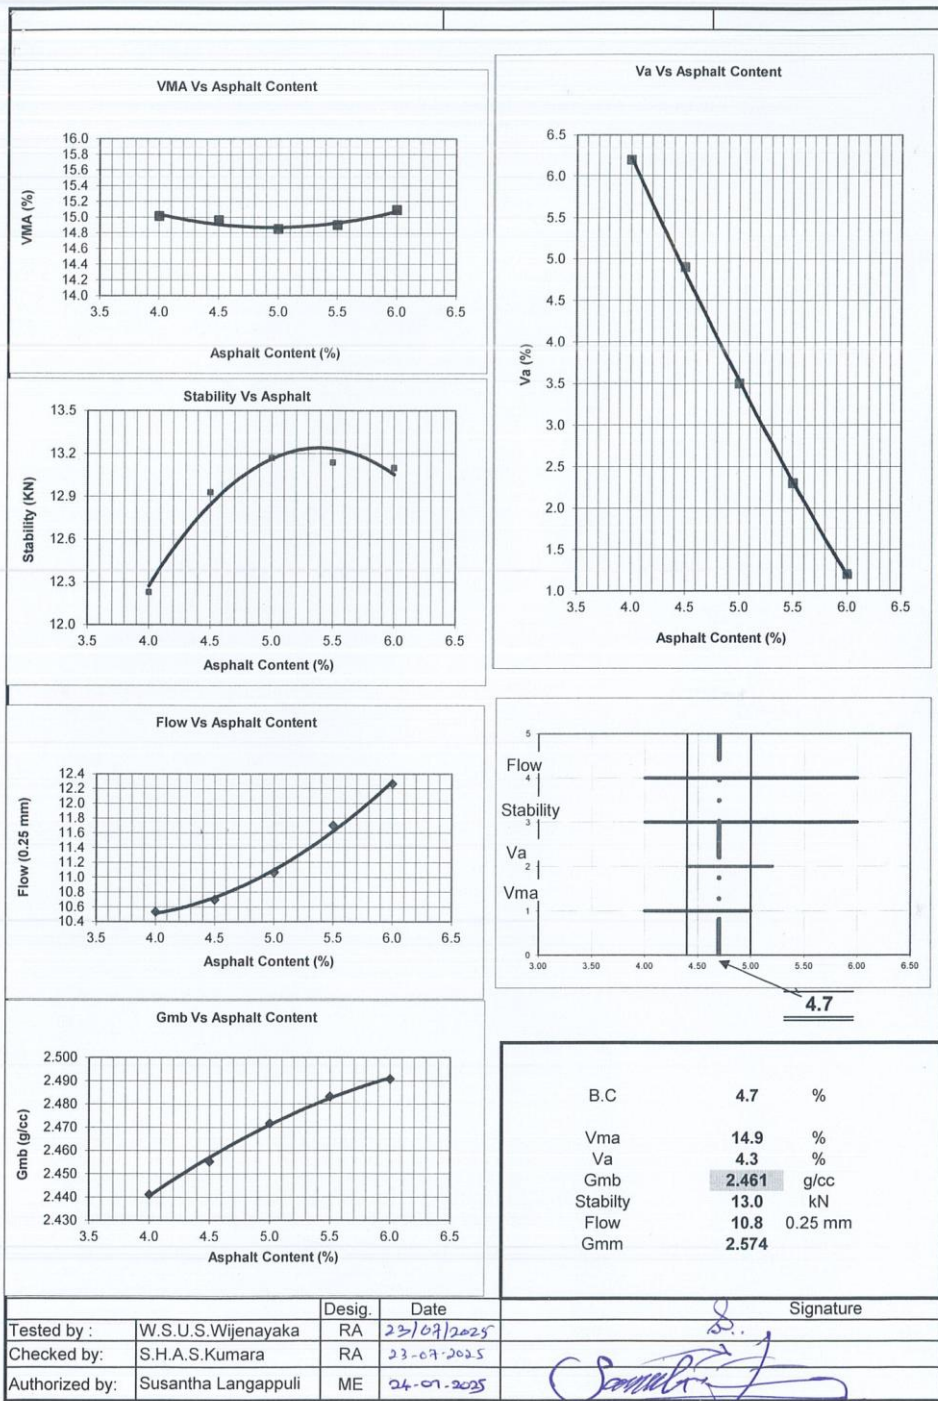 VMA Vs Asphalt Content
16.0
15.8
15.6
15.4
15.2
15.0
14.8
14.6
14.4
14.2
14.0
VMA (%)
3.5 4.0 4.5 5.0 5.5 6.0 6.5
Asphalt Content (%)
Va Vs Asphalt Content
6.5
6.0
5.5
5.0
4.5
4.0
3.5
3.0
2.5
2.0
1.5
1.0
Va (%)
3.5 4.0 4.5 5.0 5.5 6.0 6.5
Asphalt Content (%)
Stability Vs Asphalt
13.5
13.2
12.9
12.6
12.3
12.0
Stability (KN)
3.5 4.0 4.5 5.0 5.5 6.0 6.5
Asphalt Content (%)
Flow Vs Asphalt Content
12.4
12.2
12.0
11.8
11.6
11.4
11.2
11.0
10.8
10.6
10.4
Flow (0.25 mm)
3.5 4.0 4.5 5.0 5.5 6.0 6.5
Asphalt Content (%)
5
Flow
4
Stability
3
Va
2
Vma
1
0
3.00 3.50 4.00 4.50 5.00 5.50 6.00 6.50
4.7
Gmb Vs Asphalt Content
2.500
2.490
2.480
2.470
2.460
2.450
2.440
2.430
Gmb (g/cc)
3.5 4.0 4.5 5.0 5.5 6.0 6.5
Asphalt Content (%)
B.C 4.7 %
Vma 14.9 %
Va 4.3 %
Gmb 2.461 g/cc
Stabilty 13.0 kN
Flow 10.8 0.25 mm
Gmm 2.574
Desig. Date Signature
Tested by : W.S.U.S.Wijenayaka RA 23/07/2025
Checked by: S.H.A.S.Kumara RA 23-07-2025
Authorized by: Susantha Langappuli ME 24-07-2025